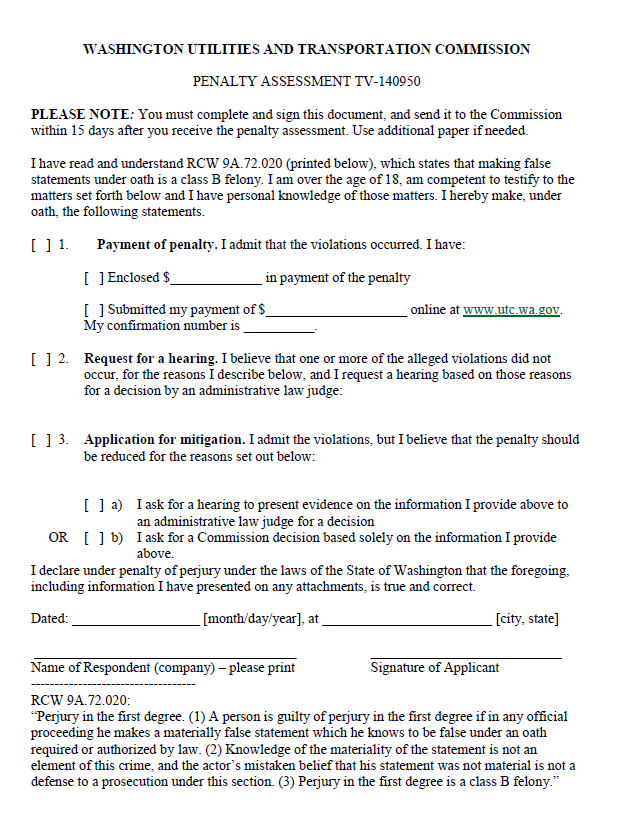 WASHINGTON UTILITIES AND TRANSPORTATION COMMISSION
PENALTY ASSESSMENT TV-140950
PLEASE NOTE: You must complete and sign this document, and send it to the Commission
within 15 days after you receive the penalty assessment. Use additional paper if needed.
I have read and understand RCW 9A.72.020 (printed below), which states that making false
statements under oath is a class B felony. I am over the age of 18, am competent to testify to the
matters set forth below and I have personal knowledge of those matters. I hereby make, under
oath, the following statements.
[ ] 1. Payment of penalty. I admit that the violations occurred. I have:
[ ] Enclosed $______________ in payment of the penalty
[ ] Submitted my payment of $_____________________ online at www.utc.wa.gov.
My confirmation number is ___________.
[ ] 2. Request for a hearing. I believe that one or more of the alleged violations did not
occur, for the reasons I describe below, and I request a hearing based on those reasons
for a decision by an administrative law judge:
[ ] 3. Application for mitigation. I admit the violations, but I believe that the penalty should
be reduced for the reasons set out below:
[ ] a) I ask for a hearing to present evidence on the information I provide above to
an administrative law judge for a decision
OR [ ] b) I ask for a Commission decision based solely on the information I provide
above.
I declare under penalty of perjury under the laws of the State of Washington that the foregoing,
including information I have presented on any attachments, is true and correct.
Dated: ___________________ [month/day/year], at _________________________ [city, state]
_______________________________________ ____________________________
Name of Respondent (company) – please print Signature of Applicant
-----------------------------------
RCW 9A.72.020:
“Perjury in the first degree. (1) A person is guilty of perjury in the first degree if in any official
proceeding he makes a materially false statement which he knows to be false under an oath
required or authorized by law. (2) Knowledge of the materiality of the statement is not an
element of this crime, and the actor’s mistaken belief that his statement was not material is not a
defense to a prosecution under this section. (3) Perjury in the first degree is a class B felony.”